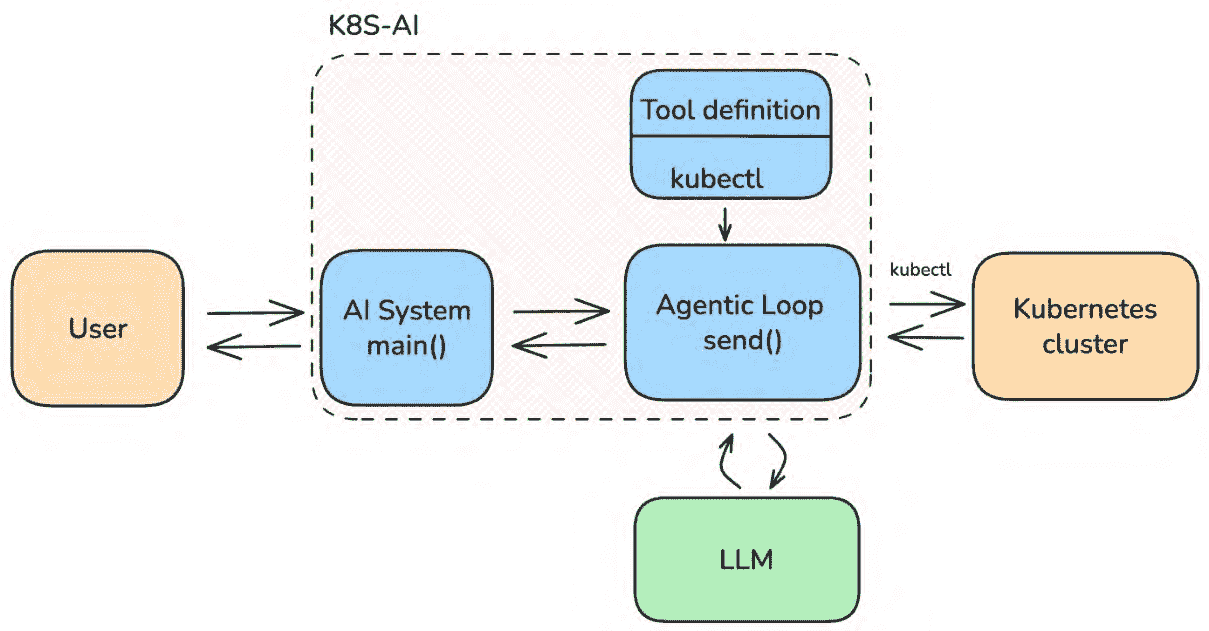 K8S-AI
Tool definition
kubectl
User
AI System
main()
Agentic Loop
send()
kubectl
Kubernetes
cluster
LLM